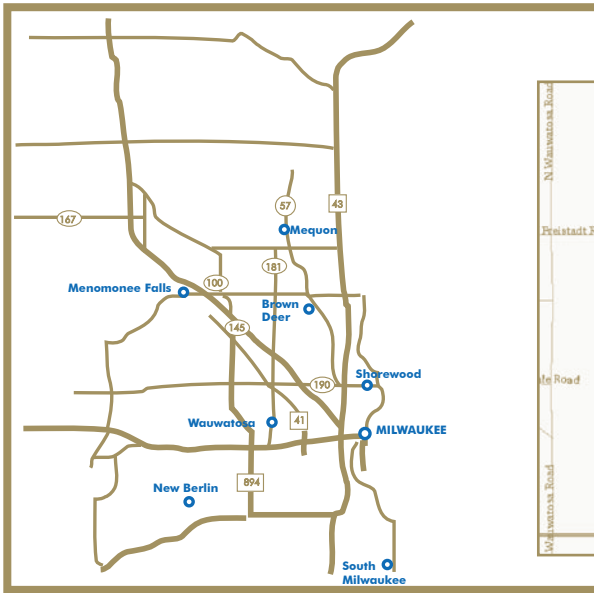 57
43
167
Mequon
181
100
Menomonee Falls
Brown
Deer
145
190
Shorewood
Wauwatosa
41
MILWAUKEE
894
New Berlin
South
Milwaukee
N Wauwatosa Road
Freistadt
Road
Wauwatosa Road